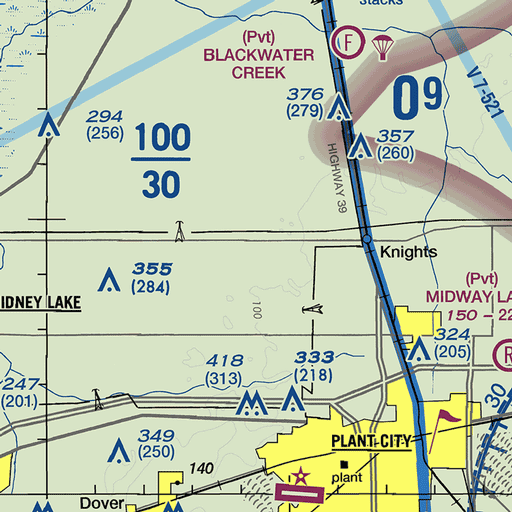 stacks
(Pvt)
BLACKWATER
CREEK
F
V 7-521
09
376
(279)
294
(256)
100
30
357
(260)
HIGHWAY 39
Knights
355
(284)
(Pvt)
MIDWAY LA
150 - 22
IDNEY LAKE
100
324
(205)
R
418
(313)
333
(218)
247
(201)
30
349
(250)
PLANT CITY
140
plant
Dover